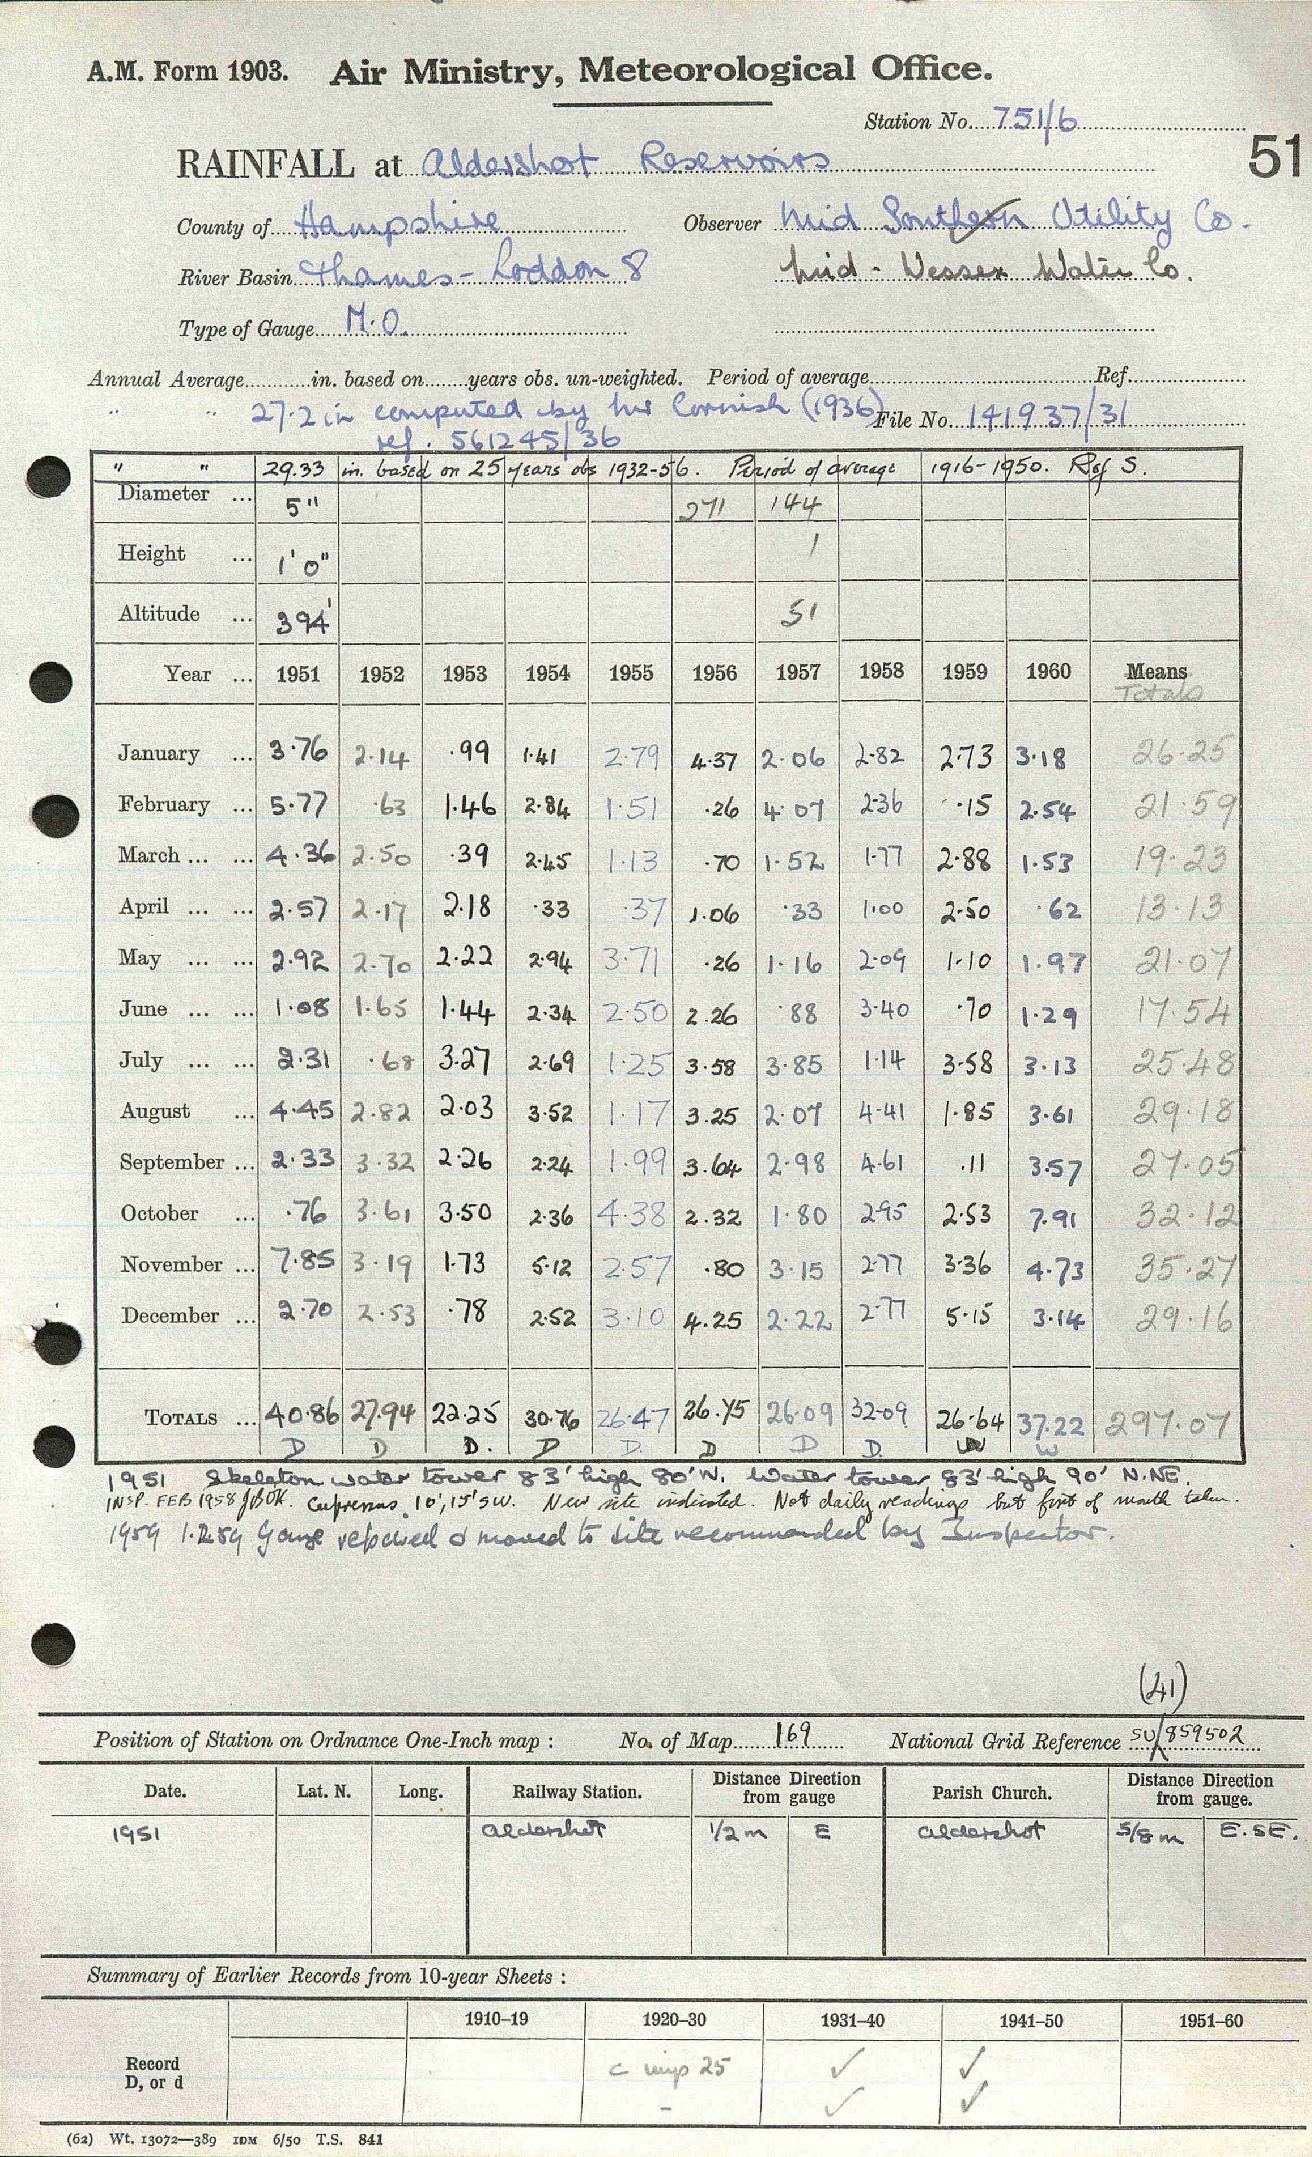 A.M. Form 1903. Air Ministry, Meteorological Office.
Station No. 751/6
51
RAINFALL at Aldershot Reservoirs
County of Hampshire Observer Mid Southern Utility Co.
River Basin Thames - Loddon 8 Mid - Wessex Water Co.
Type of Gauge M.O.
Annual Average in. based on years obs. un-weighted. Period of average Ref.
" " 27.2 in computed by Mr Cornish (1936) File No. 141937/31
ref. 561245/36
" " 29.33 in. based on 25 years obs 1932-56. Period of average 1916-1950. Ref S.
Diameter ... 5" 271 144
Height ... 1' 0" 1
Altitude ... 394' 51
Year ... 1951 1952 1953 1954 1955 1956 1957 1958 1959 1960 Means
Totals
January ... 3.76 2.14 .99 1.41 2.79 4.37 2.06 2.82 2.73 3.18 26.25
February ... 5.77 .63 1.46 2.84 1.51 .26 4.07 2.36 .15 2.54 21.59
March ... ... 4.36 2.50 .39 2.45 1.13 .70 1.52 1.77 2.88 1.53 19.23
April ... ... 2.57 2.17 2.18 .33 .37 1.06 .33 1.00 2.50 .62 13.13
May ... ... 2.92 2.70 2.22 2.94 3.71 .26 1.16 2.09 1.10 1.97 21.07
June ... ... 1.08 1.65 1.44 2.34 2.50 2.26 .88 3.40 .70 1.29 17.54
July ... ... 2.31 .68 3.27 2.69 1.25 3.58 3.85 1.14 3.58 3.13 25.48
August ... 4.45 2.82 2.03 3.52 1.17 3.25 2.07 4.41 1.85 3.61 29.18
September ... 2.33 3.32 2.26 2.24 1.99 3.64 2.98 4.61 .11 3.57 27.05
October ... .76 3.61 3.50 2.36 4.38 2.32 1.80 2.95 2.53 7.91 32.12
November ... 7.85 3.19 1.73 5.12 2.57 .80 3.15 2.77 3.36 4.73 35.27
December ... 2.70 2.53 .78 2.52 3.10 4.25 2.22 2.77 5.15 3.14 29.16
TOTALS ... 40.86 27.94 22.25 30.76 26.47 26.75 26.09 32.09 26.64 37.22 297.07
D D D. D D. D D D. W W
1951 Skeleton water tower 83' high 80' N. Water tower 83' high 90' N.NE.
INSP. FEB 1958 Cupressus 10', 15' SW. New site indicated. Not daily readings but first of month taken.
1959 1.2.59 Gauge repaired & moved to site recommended by Inspector.
(41)
Position of Station on Ordnance One-Inch map : No. of Map 169 National Grid Reference SU/859502
Date. Lat. N. Long. Railway Station. Distance Direction from gauge Parish Church. Distance Direction from gauge.
1951 Aldershot 1/2 m E Aldershot 5/8 m E.SE.
Summary of Earlier Records from 10-year Sheets :
1910–19 1920–30 1931–40 1941–50 1951–60
Record c 25 ✓ ✓
D, or d - ✓ ✓
(62) Wt. 13072—389 IDM 6/50 T.S. 841